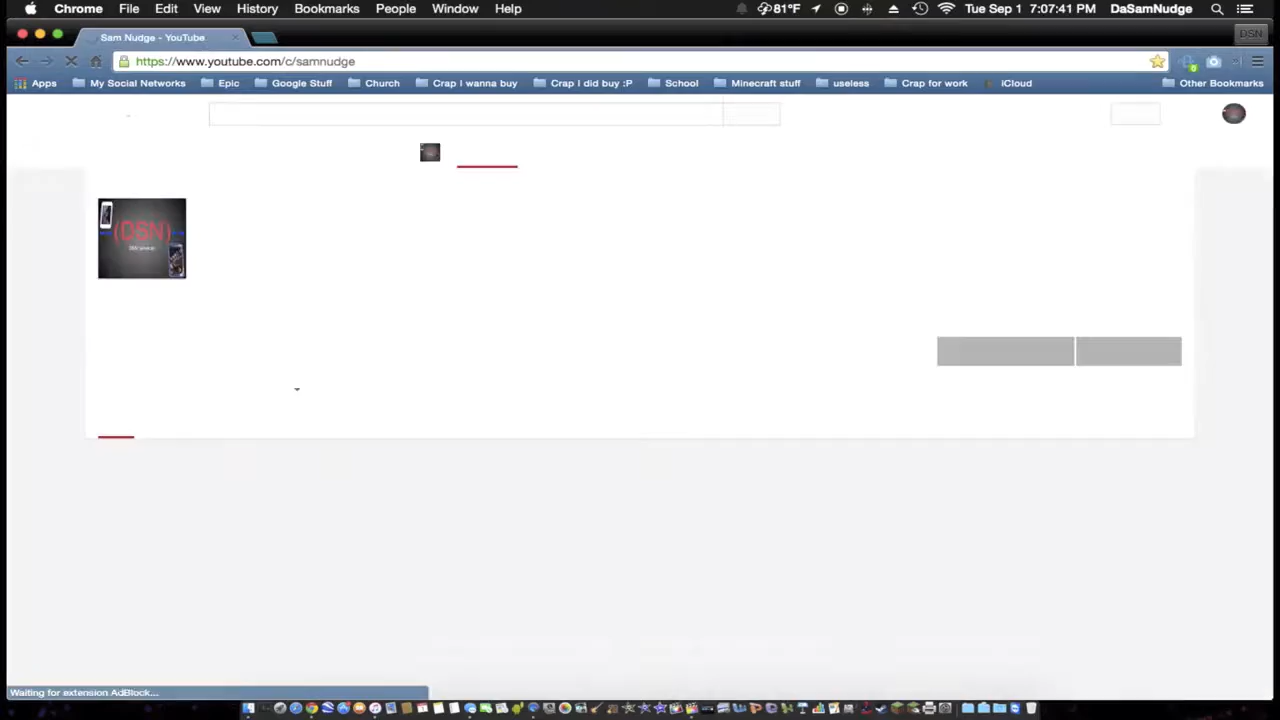 Chrome File Edit View History Bookmarks People Window Help 81°F Tue Sep 1 7:07:41 PM DaSamNudge
Sam Nudge - YouTube DSN
https://www.youtube.com/c/samnudge
Apps My Social Networks Epic Google Stuff Church Crap I wanna buy Crap I did buy :P School Minecraft stuff useless Crap for work iCloud Other Bookmarks
(DSN)
Waiting for extension AdBlock...